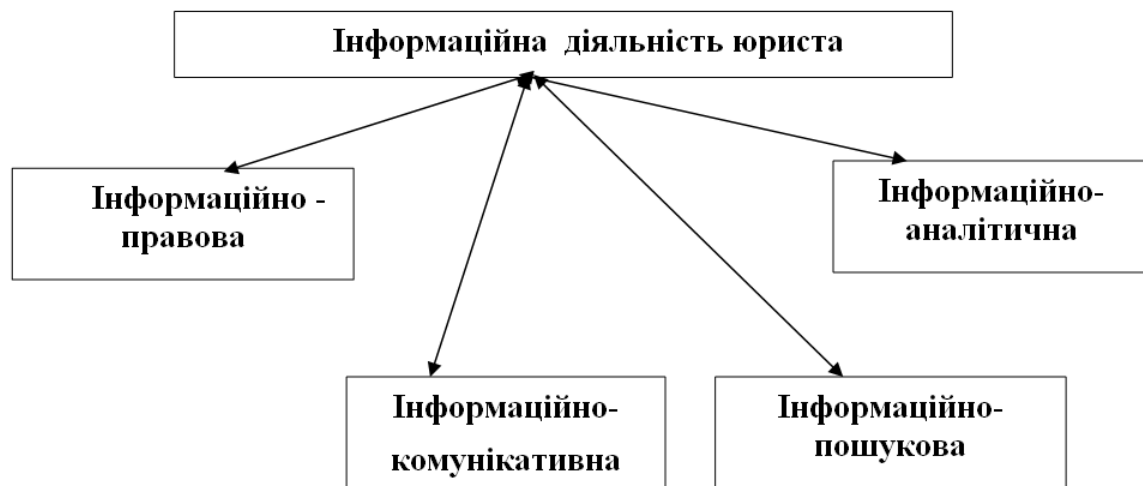 Інформаційна діяльність юриста
Інформаційно -
правова
Інформаційно-
аналітична
Інформаційно-
комунікативна
Інформаційно-
пошукова